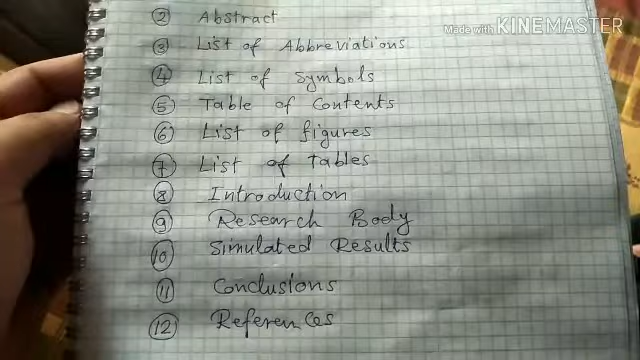 ② Abstract
Made with KINEMASTER
③ List of Abbreviations
④ List of Symbols
⑤ Table of Contents
⑥ List of figures
⑦ List of Tables
⑧ Introduction
⑨ Research Body
⑩ Simulated Results
⑪ Conclusions
⑫ References